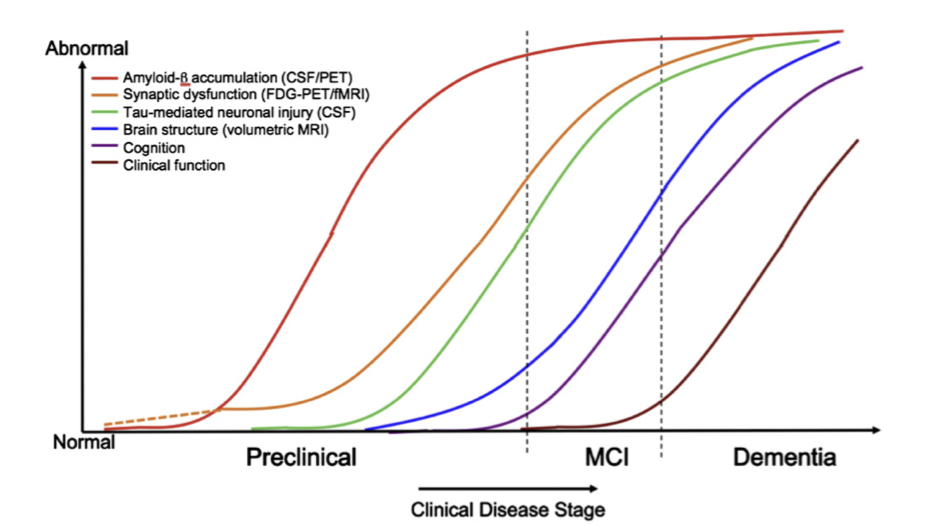 Abnormal
Amyloid-β accumulation (CSF/PET)
Synaptic dysfunction (FDG-PET/fMRI)
Tau-mediated neuronal injury (CSF)
Brain structure (volumetric MRI)
Cognition
Clinical function
Normal
Preclinical MCI Dementia
Clinical Disease Stage